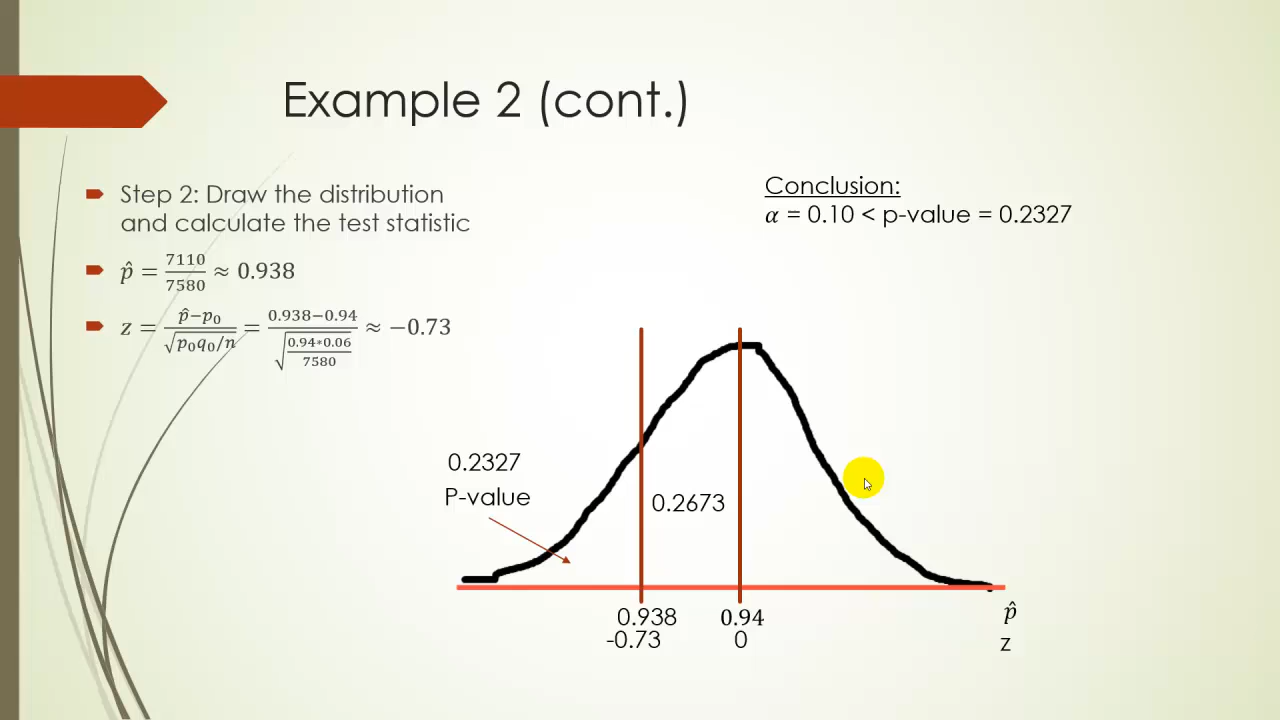 Example 2 (cont.)
Step 2: Draw the distribution
and calculate the test statistic
p̂ = 7110/7580 ≈ 0.938
z = (p̂−p₀)/√(p₀q₀/n) = (0.938−0.94)/√((0.94*0.06)/7580) ≈ −0.73
Conclusion:
α = 0.10 < p-value = 0.2327
0.2327
P-value
0.2673
0.938 0.94 p̂
-0.73 0 z